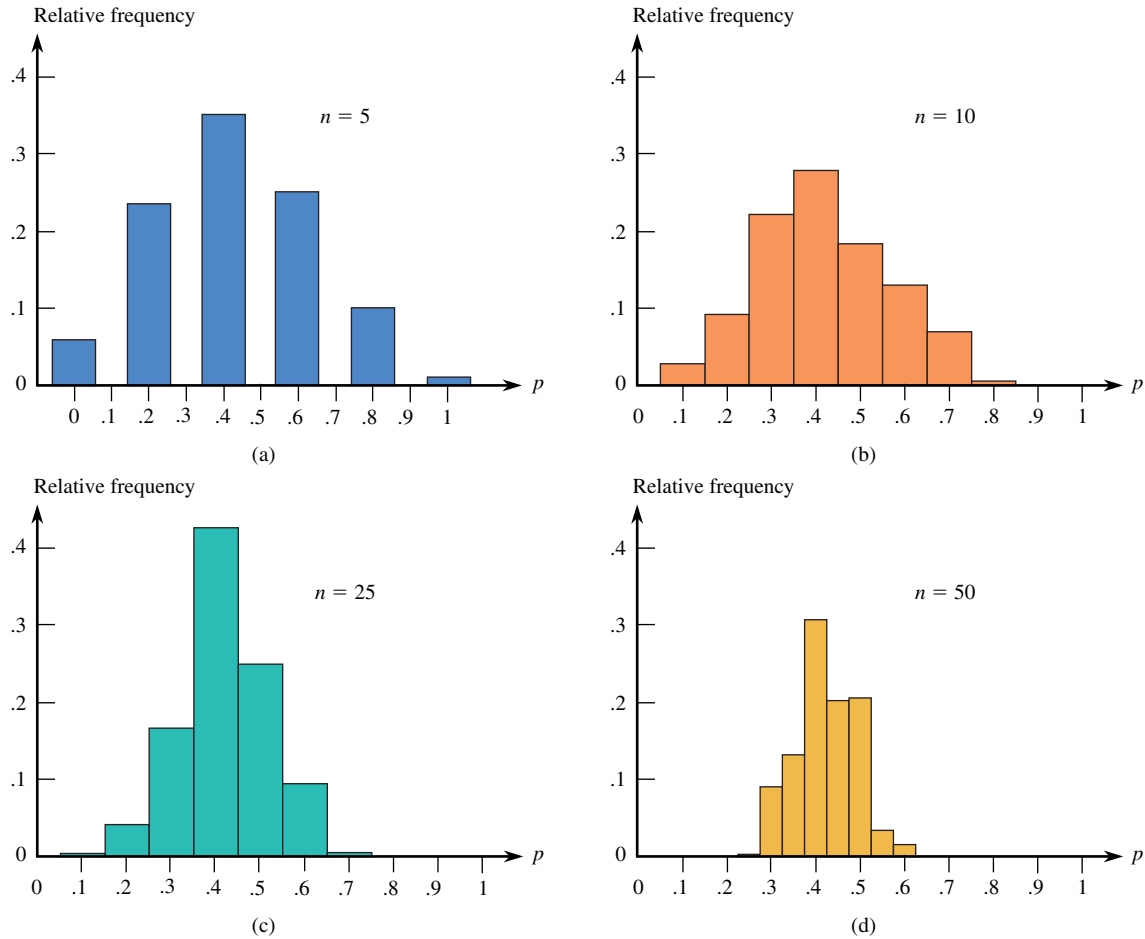 Relative frequency
.4
.3
.2
.1
0
n = 5
p
0 .1 .2 .3 .4 .5 .6 .7 .8 .9 1
(a)
Relative frequency
.4
.3
.2
.1
0
n = 10
p
0 .1 .2 .3 .4 .5 .6 .7 .8 .9 1
(b)
Relative frequency
.4
.3
.2
.1
0
n = 25
p
0 .1 .2 .3 .4 .5 .6 .7 .8 .9 1
(c)
Relative frequency
.4
.3
.2
.1
0
n = 50
p
0 .1 .2 .3 .4 .5 .6 .7 .8 .9 1
(d)